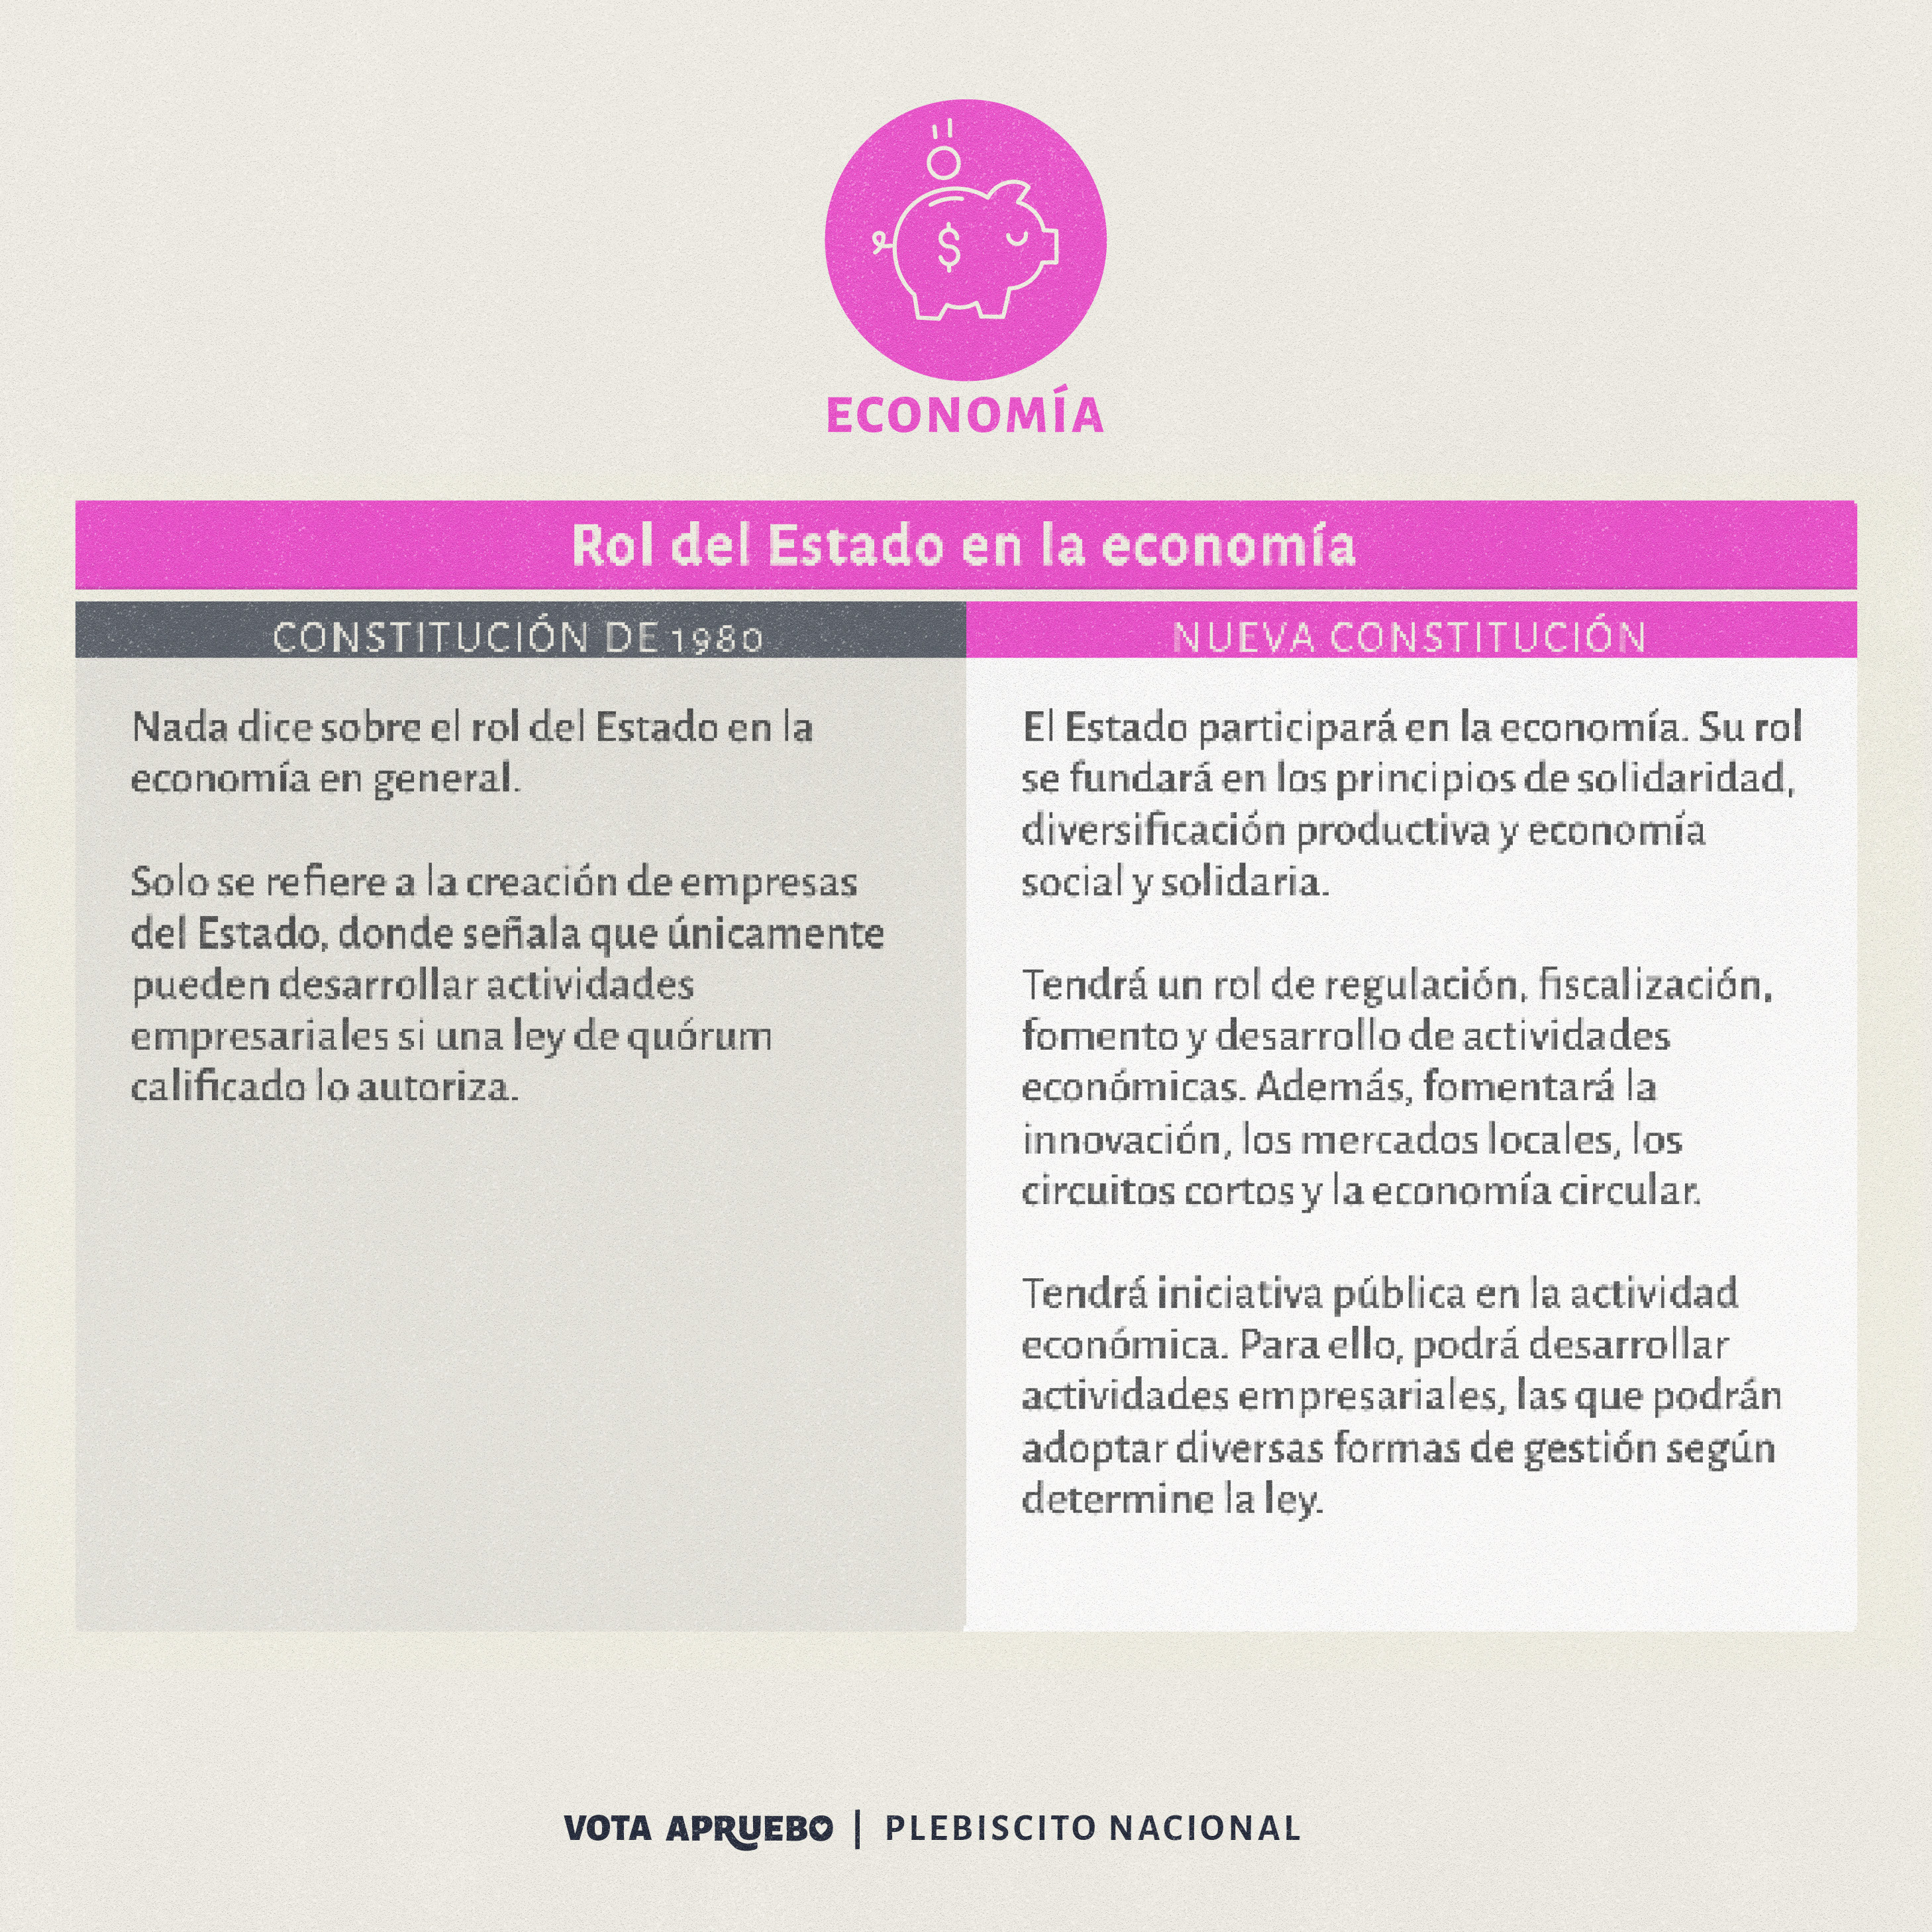 $
ECONOMÍA
Rol del Estado en la economía
CONSTITUCIÓN DE 1980
Nada dice sobre el rol del Estado en la
economía en general.
Solo se refiere a la creación de empresas
del Estado, donde señala que únicamente
pueden desarrollar actividades
empresariales si una ley de quórum
calificado lo autoriza.
NUEVA CONSTITUCIÓN
El Estado participará en la economía. Su rol
se fundará en los principios de solidaridad,
diversificación productiva y economía
social y solidaria.
Tendrá un rol de regulación, fiscalización,
fomento y desarrollo de actividades
económicas. Además, fomentará la
innovación, los mercados locales, los
circuitos cortos y la economía circular.
Tendrá iniciativa pública en la actividad
económica. Para ello, podrá desarrollar
actividades empresariales, las que podrán
adoptar diversas formas de gestión según
determine la ley.
VOTA APRUEBO | PLEBISCITO NACIONAL